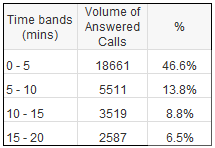 Time bands (mins) Volume of Answered Calls %
0 - 5 18661 46.6%
5 - 10 5511 13.8%
10 - 15 3519 8.8%
15 - 20 2587 6.5%